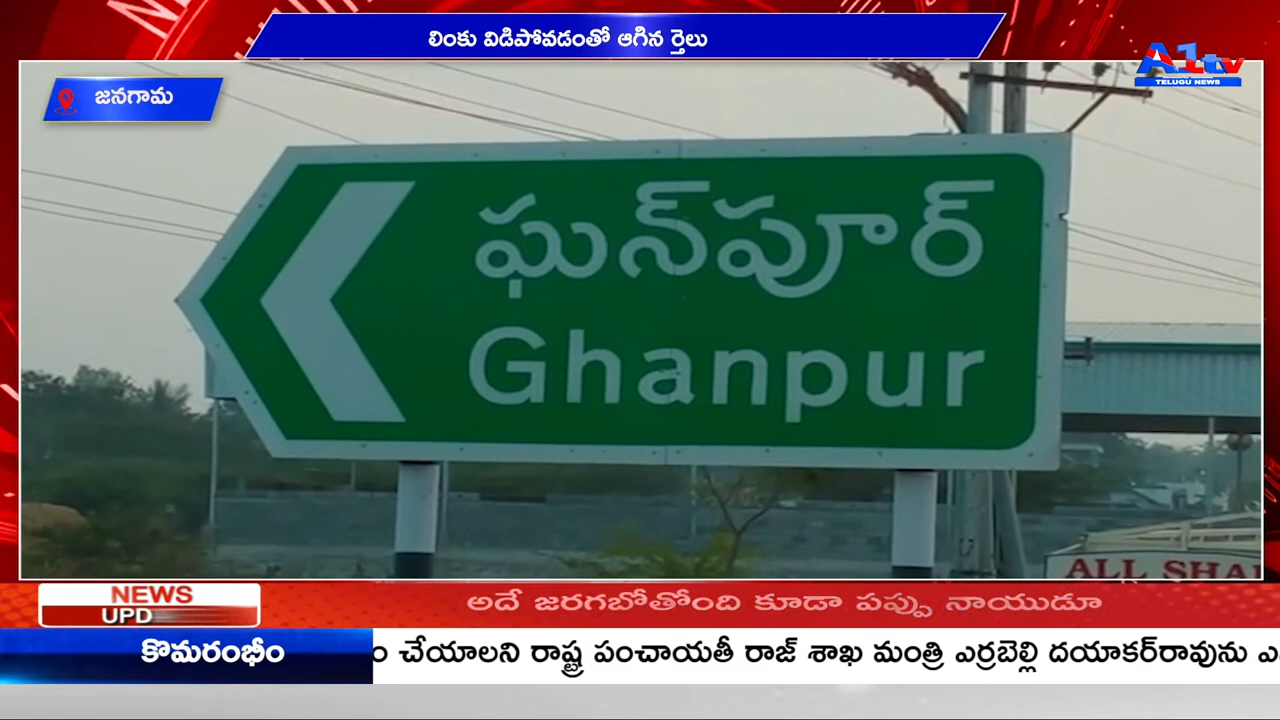 లింకు విడిపోవడంతో ఆగిన రైలు
A1tv
TELUGU NEWS
జనగామ
ఘన్‌పూర్
Ghanpur
ALL SHA
NEWS
UPD
అదే జరగబోతోంది కూడా పప్పు నాయుడూ
కొమరంభీం
ం చేయాలని రాష్ట్ర పంచాయతీ రాజ్ శాఖ మంత్రి ఎర్రబెల్లి దయాకర్‌రావును ఎ